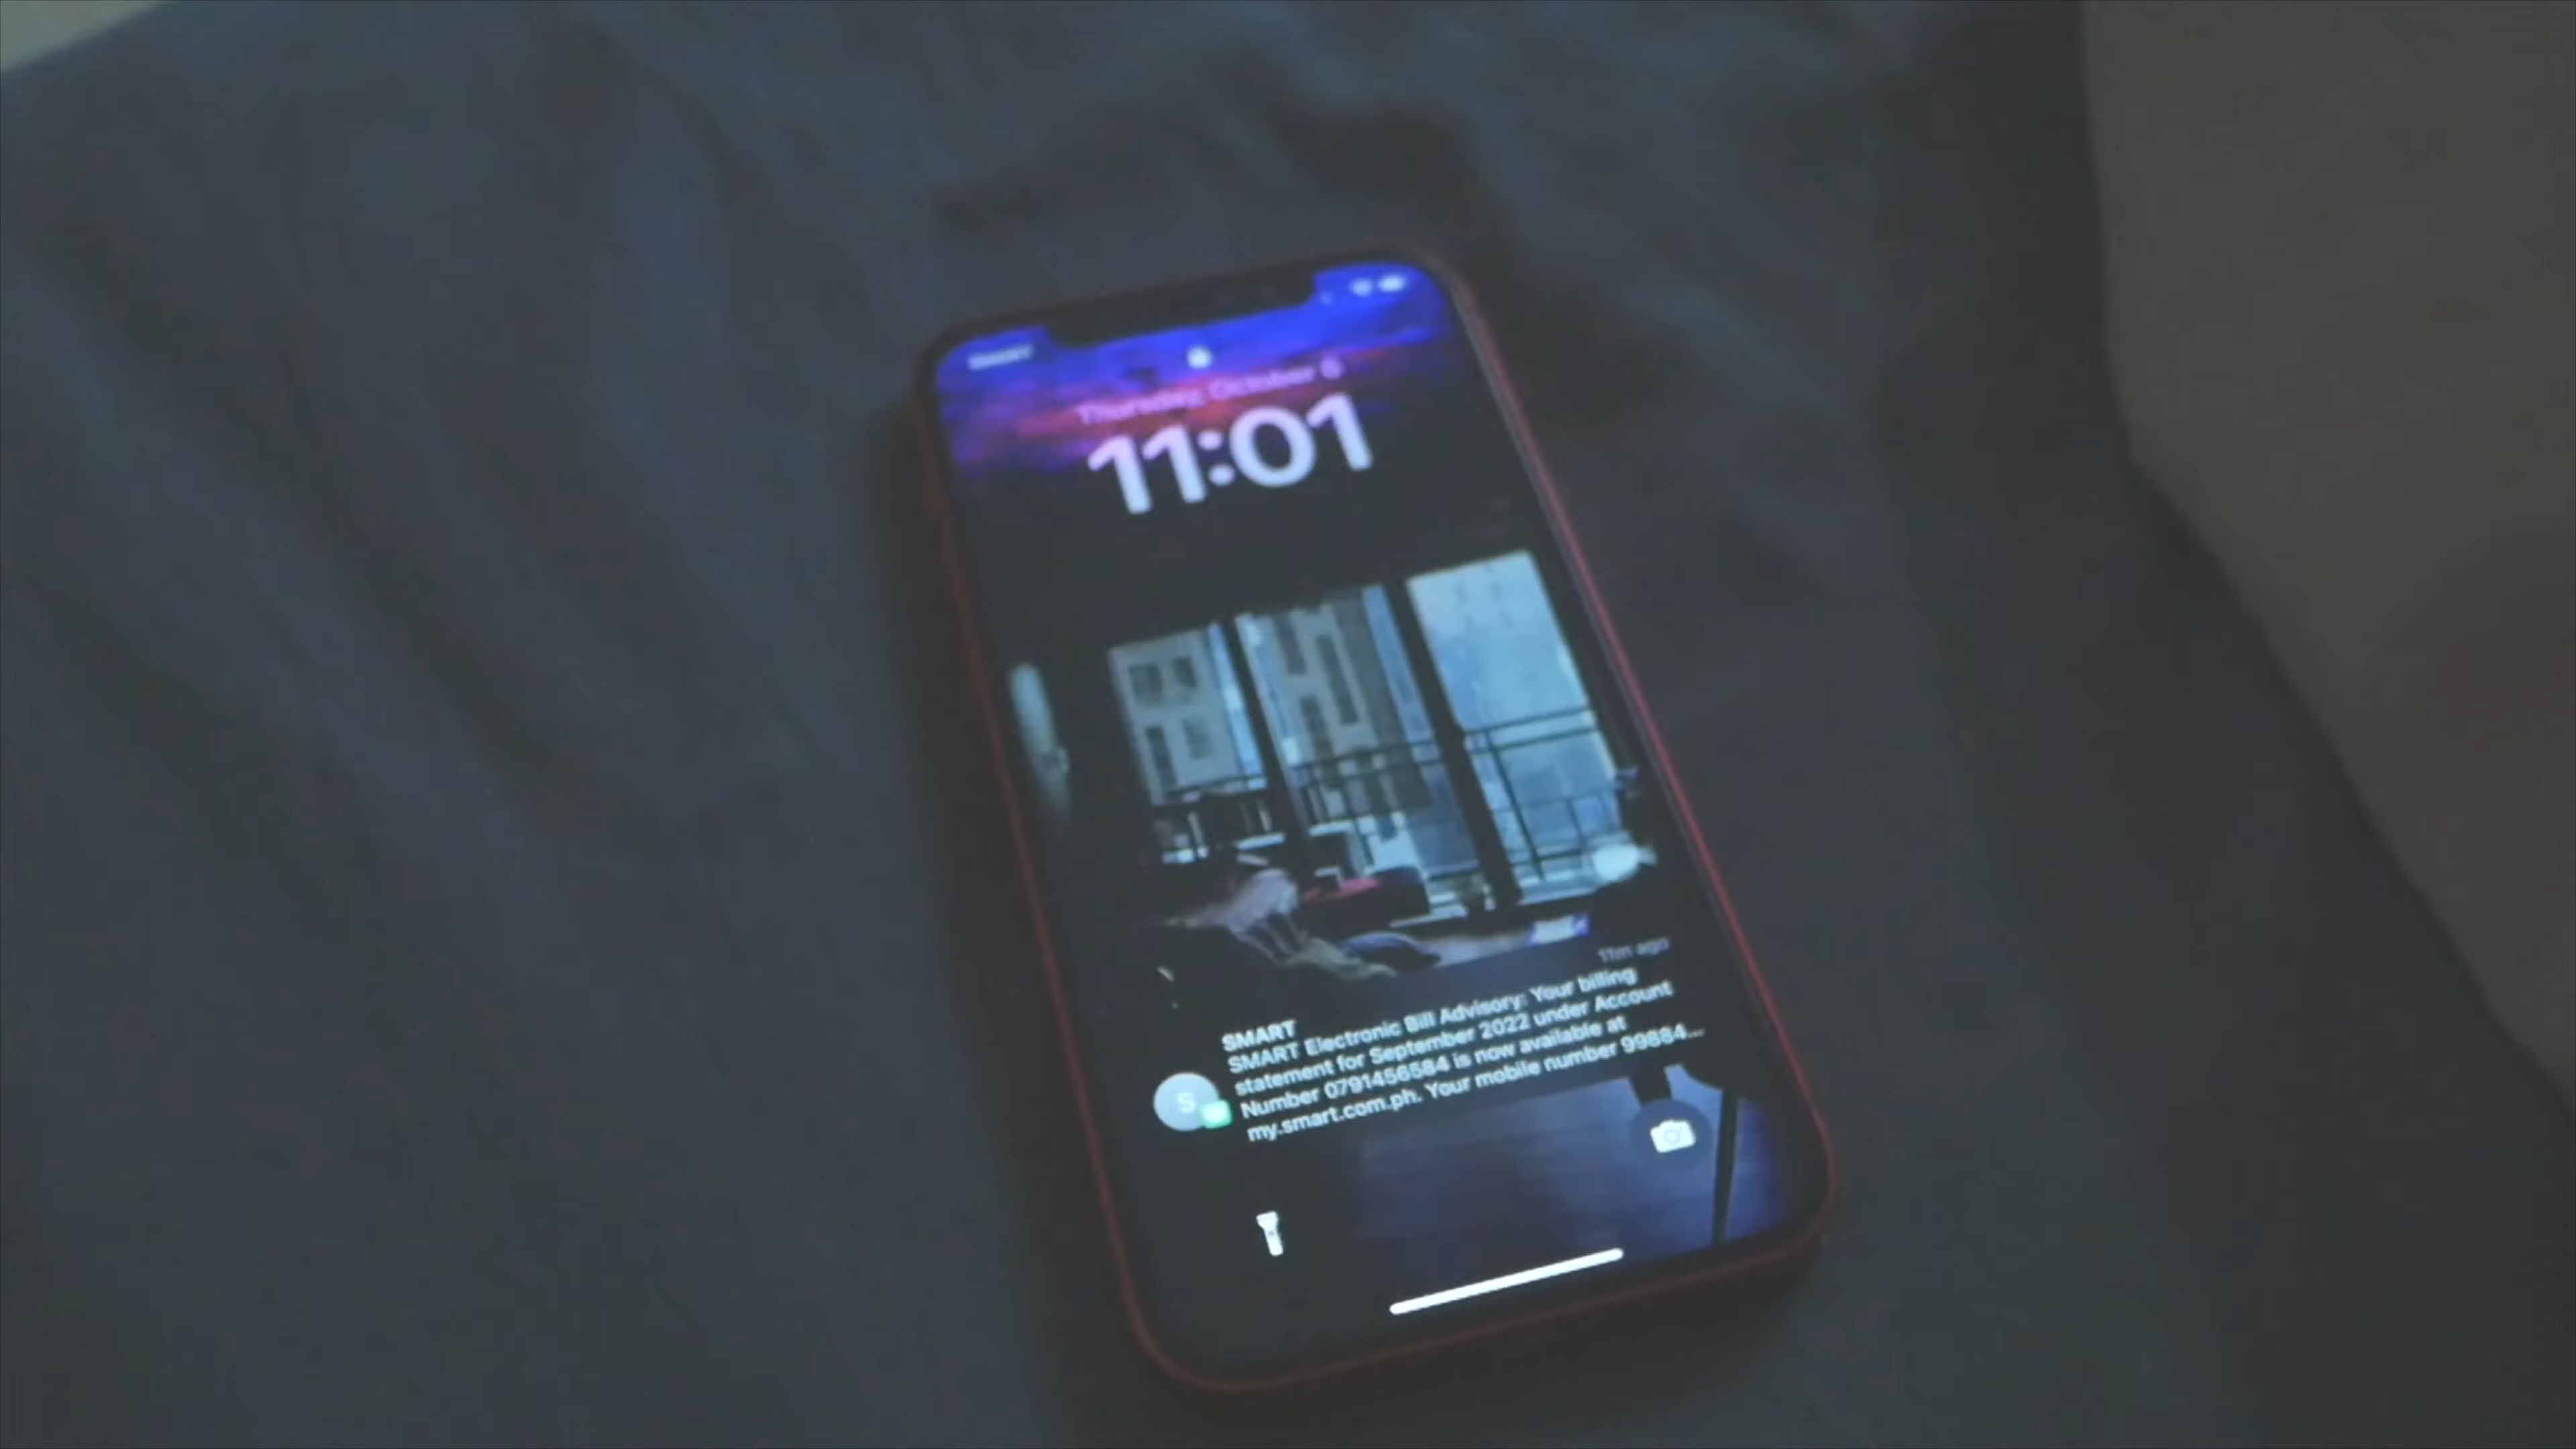 SMART
Thursday, October 6
11:01
11m ago
SMART
SMART Electronic Bill Advisory: Your billing
statement for September 2022 under Account
Number 0791456584 is now available at
my.smart.com.ph. Your mobile number 99884...
S